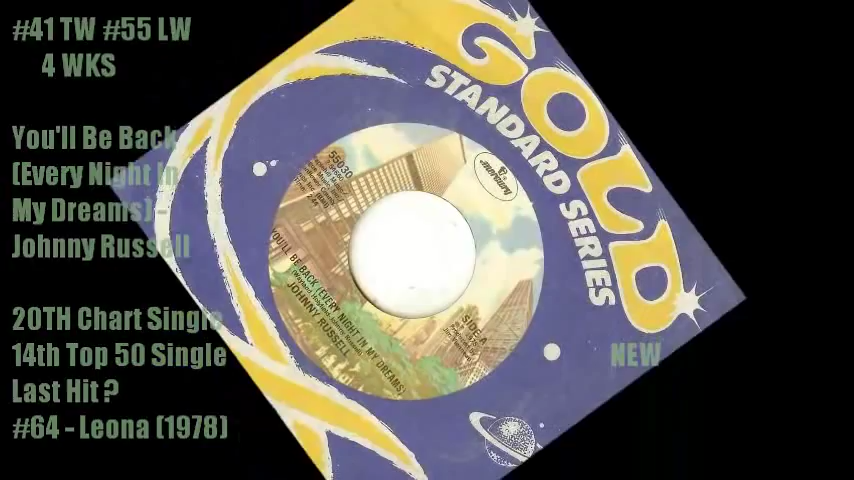 #41 TW #55 LW
4 WKS
You'll Be Back
(Every Night In
My Dreams) -
Johnny Russell
20TH Chart Single
14th Top 50 Single
Last Hit ?
#64 - Leona (1978)
NEW
GOLD
STANDARD SERIES
mercury
55030
YOU'LL BE BACK (EVERY NIGHT IN MY DREAMS)
JOHNNY RUSSELL
SIDE A